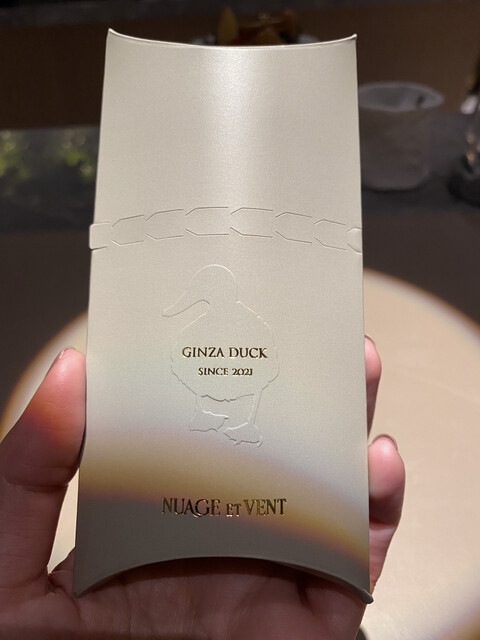 GINZA DUCK
SINCE 2021
NUAGE ET VENT